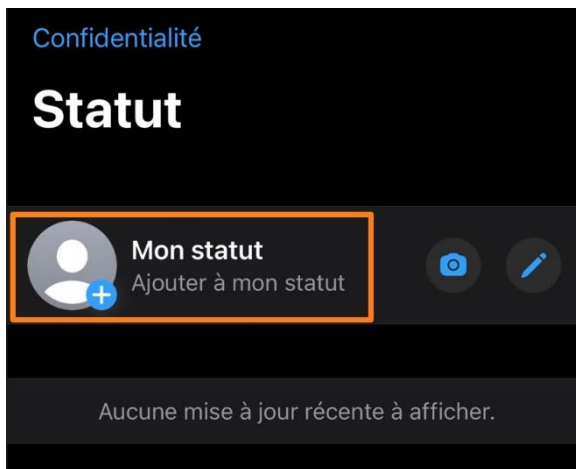 Confidentialité
Statut
Mon statut
Ajouter à mon statut
Aucune mise à jour récente à afficher.